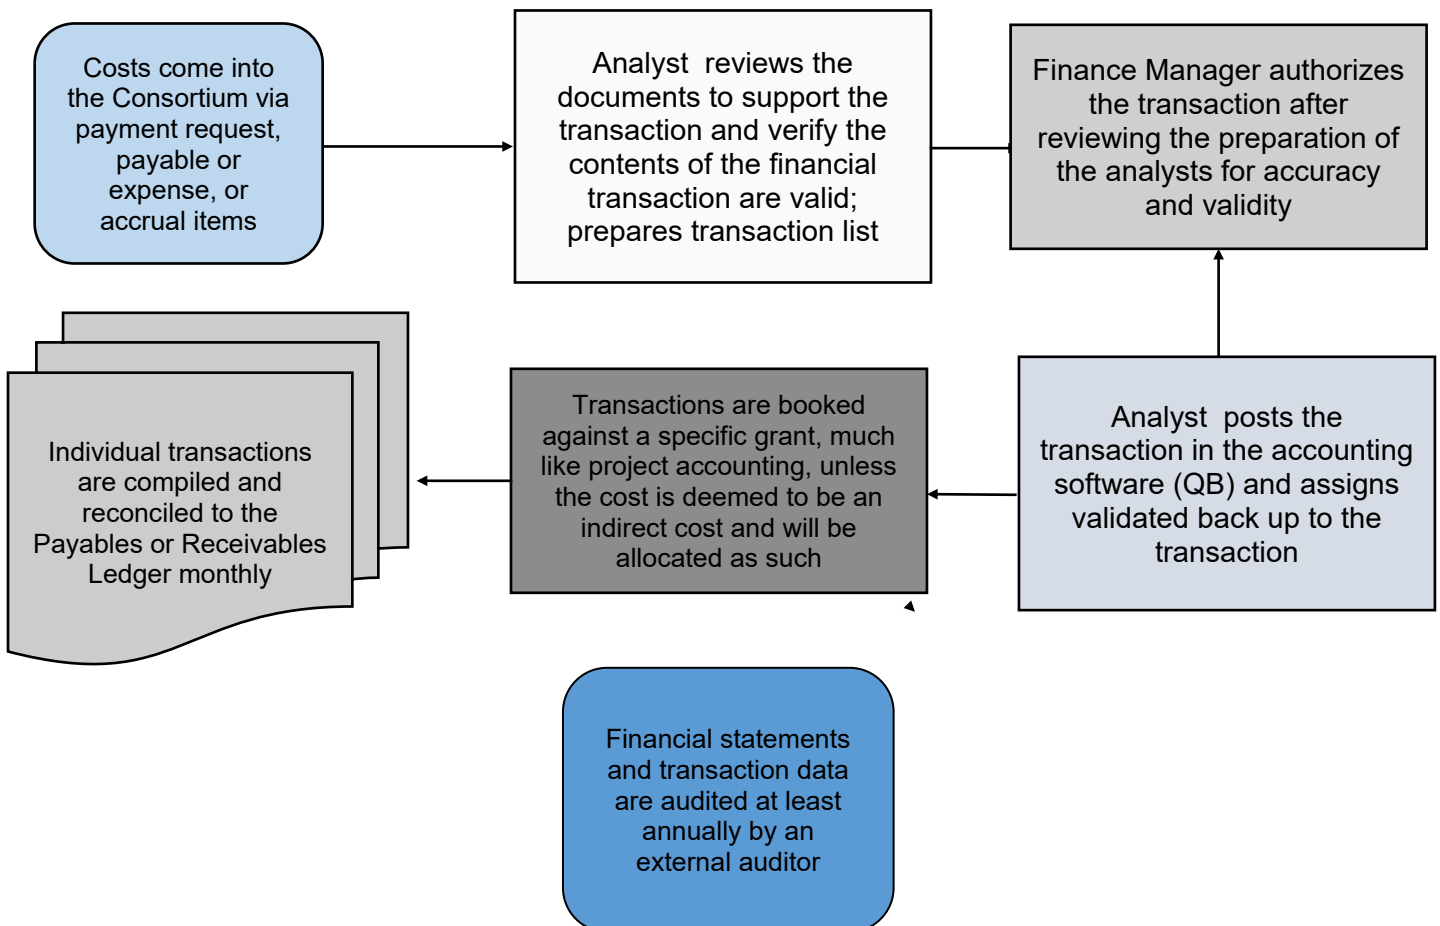 Costs come into
the Consortium via
payment request,
payable or
expense, or
accrual items
Analyst  reviews the
documents to support the
transaction and verify the
contents of the financial
transaction are valid;
prepares transaction list
Finance Manager authorizes
the transaction after
reviewing the preparation of
the analysts for accuracy
and validity
Analyst  posts the
transaction in the accounting
software (QB) and assigns
validated back up to the
transaction
Transactions are booked
against a specific grant, much
like project accounting, unless
the cost is deemed to be an
indirect cost and will be
allocated as such
Individual transactions
are compiled and
reconciled to the
Payables or Receivables
Ledger monthly
Financial statements
and transaction data
are audited at least
annually by an
external auditor